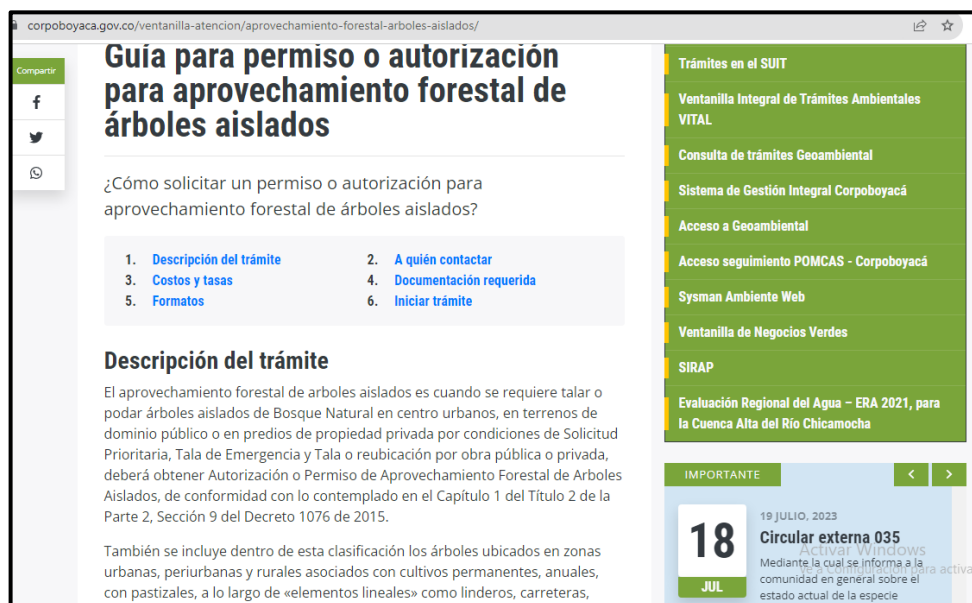 corpoboyaca.gov.co/ventanilla-atencion/aprovechamiento-forestal-arboles-aislados/
Compartir
Guía para permiso o autorización
para aprovechamiento forestal de
árboles aislados
¿Cómo solicitar un permiso o autorización para
aprovechamiento forestal de árboles aislados?
1. Descripción del trámite
2. A quién contactar
3. Costos y tasas
4. Documentación requerida
5. Formatos
6. Iniciar trámite
Descripción del trámite
El aprovechamiento forestal de arboles aislados es cuando se requiere talar o
podar árboles aislados de Bosque Natural en centro urbanos, en terrenos de
dominio público o en predios de propiedad privada por condiciones de Solicitud
Prioritaria, Tala de Emergencia y Tala o reubicación por obra pública o privada,
deberá obtener Autorización o Permiso de Aprovechamiento Forestal de Arboles
Aislados, de conformidad con lo contemplado en el Capítulo 1 del Título 2 de la
Parte 2, Sección 9 del Decreto 1076 de 2015.
También se incluye dentro de esta clasificación los árboles ubicados en zonas
urbanas, periurbanas y rurales asociados con cultivos permanentes, anuales,
con pastizales, a lo largo de «elementos lineales» como linderos, carreteras,
Trámites en el SUIT
Ventanilla Integral de Trámites Ambientales
VITAL
Consulta de trámites Geoambiental
Sistema de Gestión Integral Corpoboyacá
Acceso a Geoambiental
Acceso seguimiento POMCAS - Corpoboyacá
Sysman Ambiente Web
Ventanilla de Negocios Verdes
SIRAP
Evaluación Regional del Agua – ERA 2021, para
la Cuenca Alta del Río Chicamocha
IMPORTANTE
18
JUL
19 JULIO, 2023
Circular externa 035
Mediante la cual se informa a la
comunidad en general sobre el
estado actual de la especie
Activar Windows
Ve a Configuración para activa